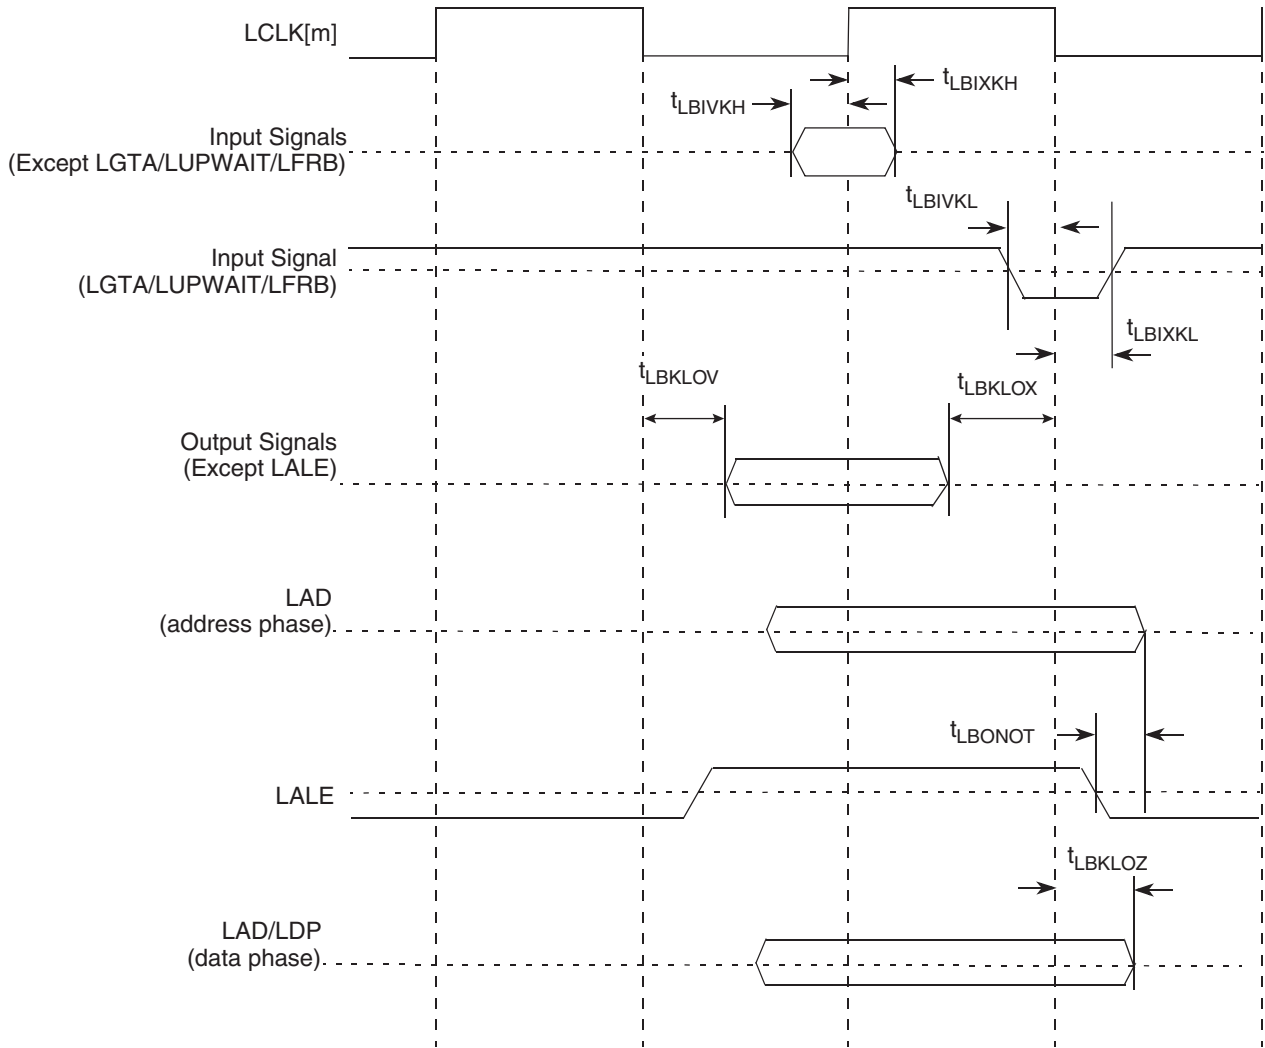 LCLK[m]
tLBIXKH
tLBIVKH
Input Signals
(Except LGTA/LUPWAIT/LFRB)
tLBIVKL
Input Signal
(LGTA/LUPWAIT/LFRB)
tLBIXKL
tLBKLOV
tLBKLOX
Output Signals
(Except LALE)
LAD
(address phase)
tLBONOT
LALE
tLBKLOZ
LAD/LDP
(data phase)